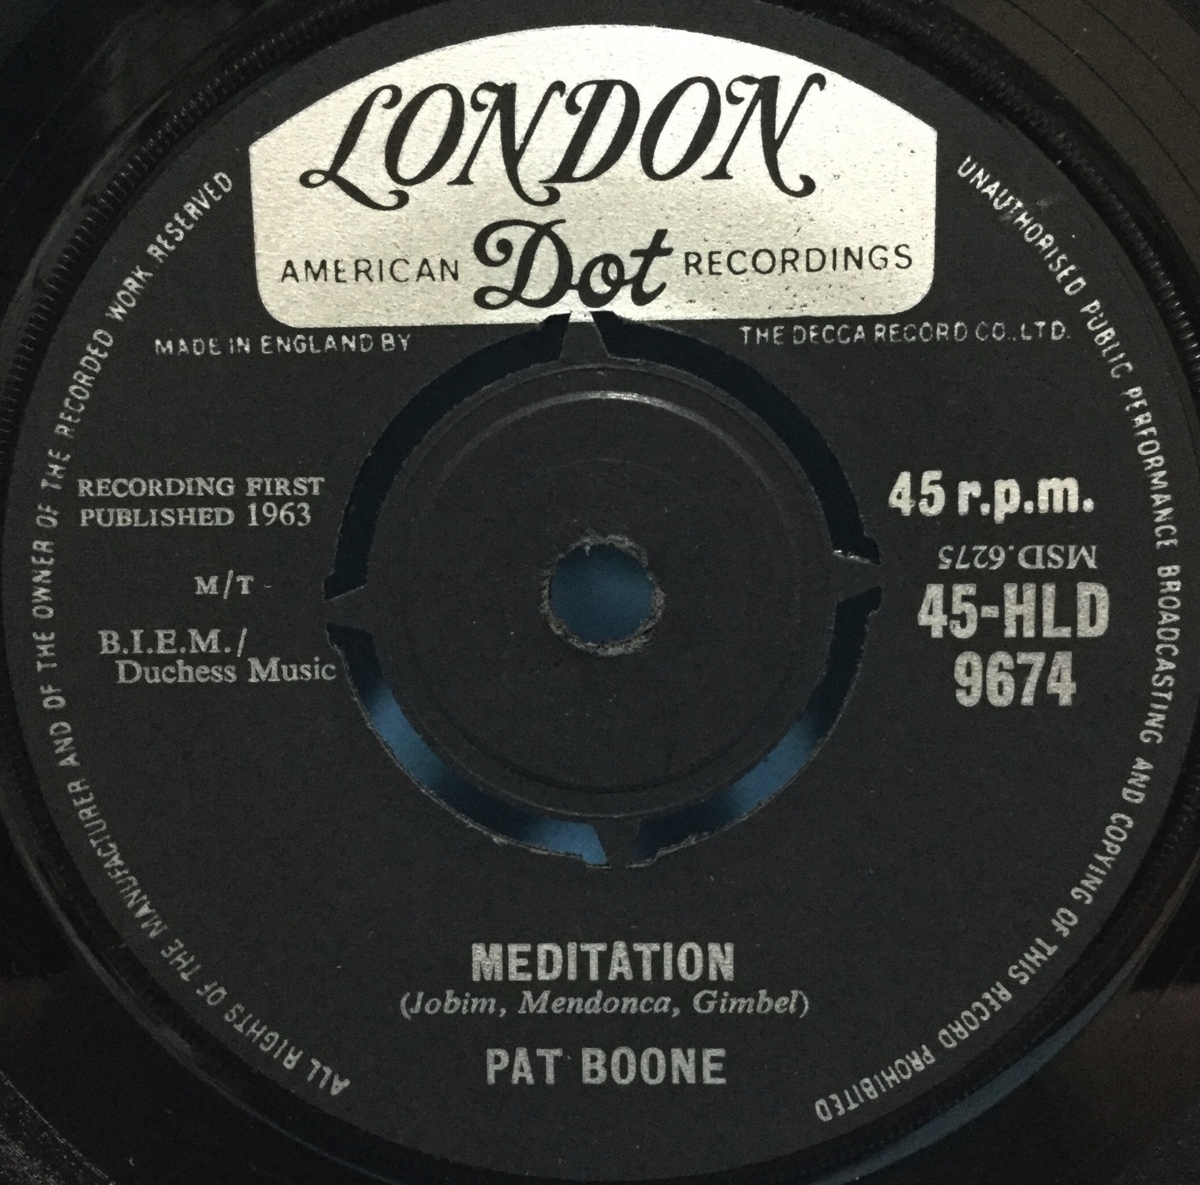 LONDON
AMERICAN Dot RECORDINGS
MADE IN ENGLAND BY
THE DECCA RECORD CO., LTD.
RECORDING FIRST
PUBLISHED 1963
M/T
B.I.E.M./
Duchess Music
45 r.p.m.
MSD.6275
45-HLD
9674
MEDITATION
(Jobim, Mendonca, Gimbel)
PAT BOONE
ALL RIGHTS OF THE MANUFACTURER AND OF THE OWNER OF THE RECORDED WORK RESERVED
UNAUTHORISED PUBLIC PERFORMANCE BROADCASTING AND COPYING OF THIS RECORD PROHIBITED